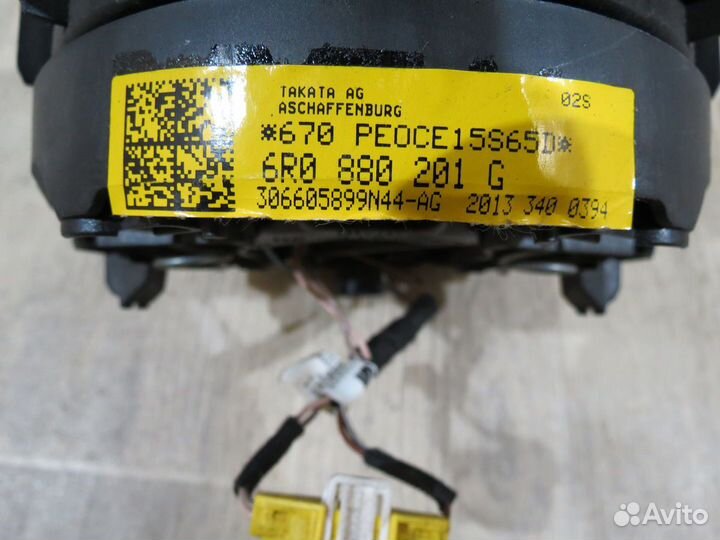 TAKATA AG
ASCHAFFENBURG
02S
*670 PEOCE15S65D*
6R0 880 201 G
306605899N44-AG 2013 340 0394
Avito